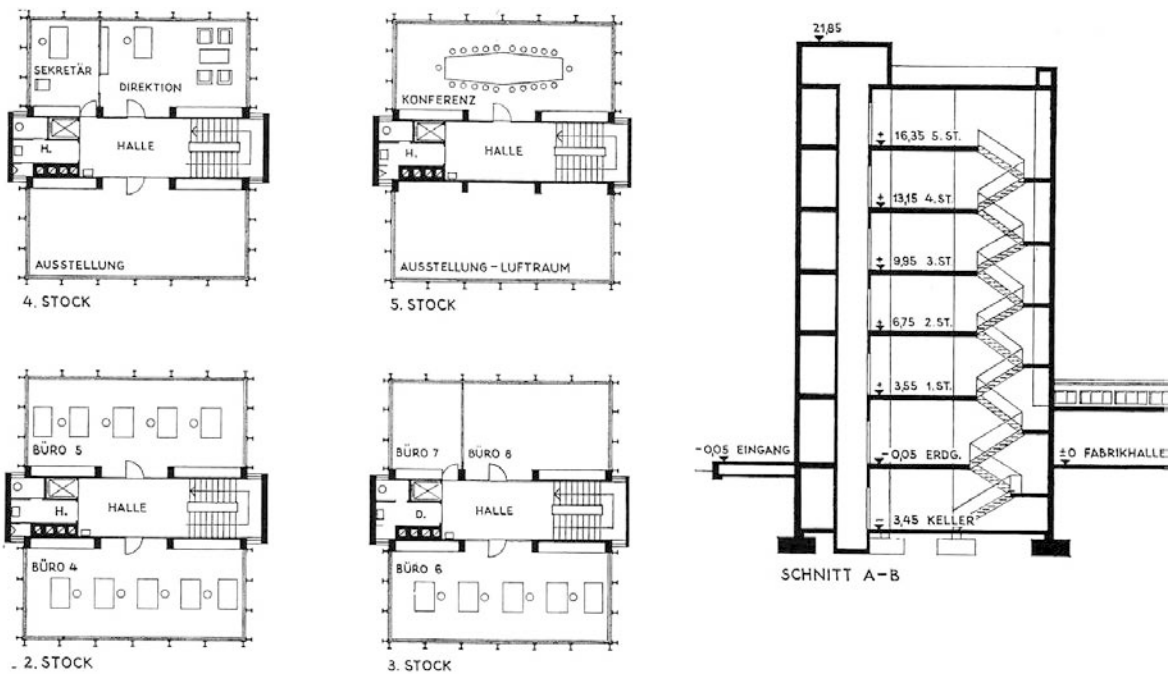 SEKRETÄR
DIREKTION
H.
HALLE
AUSSTELLUNG
4. STOCK
KONFERENZ
H.
HALLE
AUSSTELLUNG-LUFTRAUM
5. STOCK
BÜRO 5
H.
HALLE
BÜRO 4
2. STOCK
BÜRO 7
BÜRO 6
D.
HALLE
BÜRO 6
3. STOCK
21,85
± 16,35 5. ST.
± 13,15 4. ST.
± 9,95 3. ST.
± 6,75 2. ST.
± 3,55 1. ST.
-0,05 EINGANG
-0,05 ERDG.
±0 FABRIKHALLE
- 3,45 KELLER
SCHNITT A-B